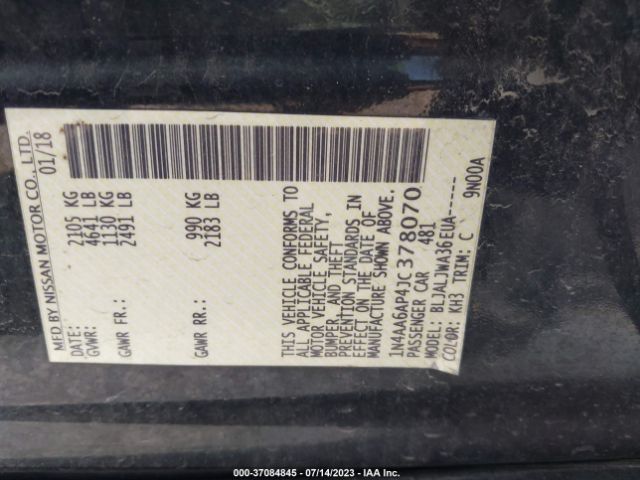 MFD BY NISSAN MOTOR CO., LTD.
DATE: 01/18
GVWR: 2105 KG
4641 LB
GAWR FR: 1130 KG
2491 LB
GAWR RR: 990 KG
2183 LB
THIS VEHICLE CONFORMS TO
ALL APPLICABLE FEDERAL
MOTOR VEHICLE SAFETY,
BUMPER, AND THEFT
PREVENTION STANDARDS IN
EFFECT ON THE DATE OF
MANUFACTURE SHOWN ABOVE.
1N4AA6AP4JC378070
PASSENGER CAR 481
MODEL: BLJALJWA36EUA-----
COLOR: KH3 TRIM: C 9N00A
000-37084845 - 07/14/2023 - IAA Inc.